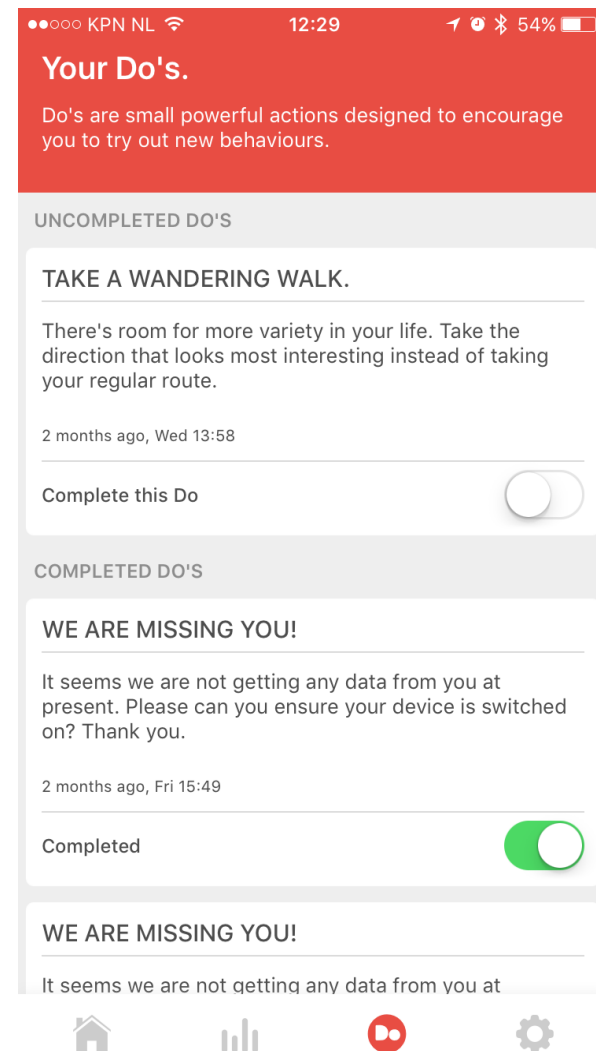 KPN NL 12:29 54%
Your Do's.
Do's are small powerful actions designed to encourage
you to try out new behaviours.
UNCOMPLETED DO'S
TAKE A WANDERING WALK.
There's room for more variety in your life. Take the
direction that looks most interesting instead of taking
your regular route.
2 months ago, Wed 13:58
Complete this Do
COMPLETED DO'S
WE ARE MISSING YOU!
It seems we are not getting any data from you at
present. Please can you ensure your device is switched
on? Thank you.
2 months ago, Fri 15:49
Completed
WE ARE MISSING YOU!
It seems we are not getting any data from you at
Do